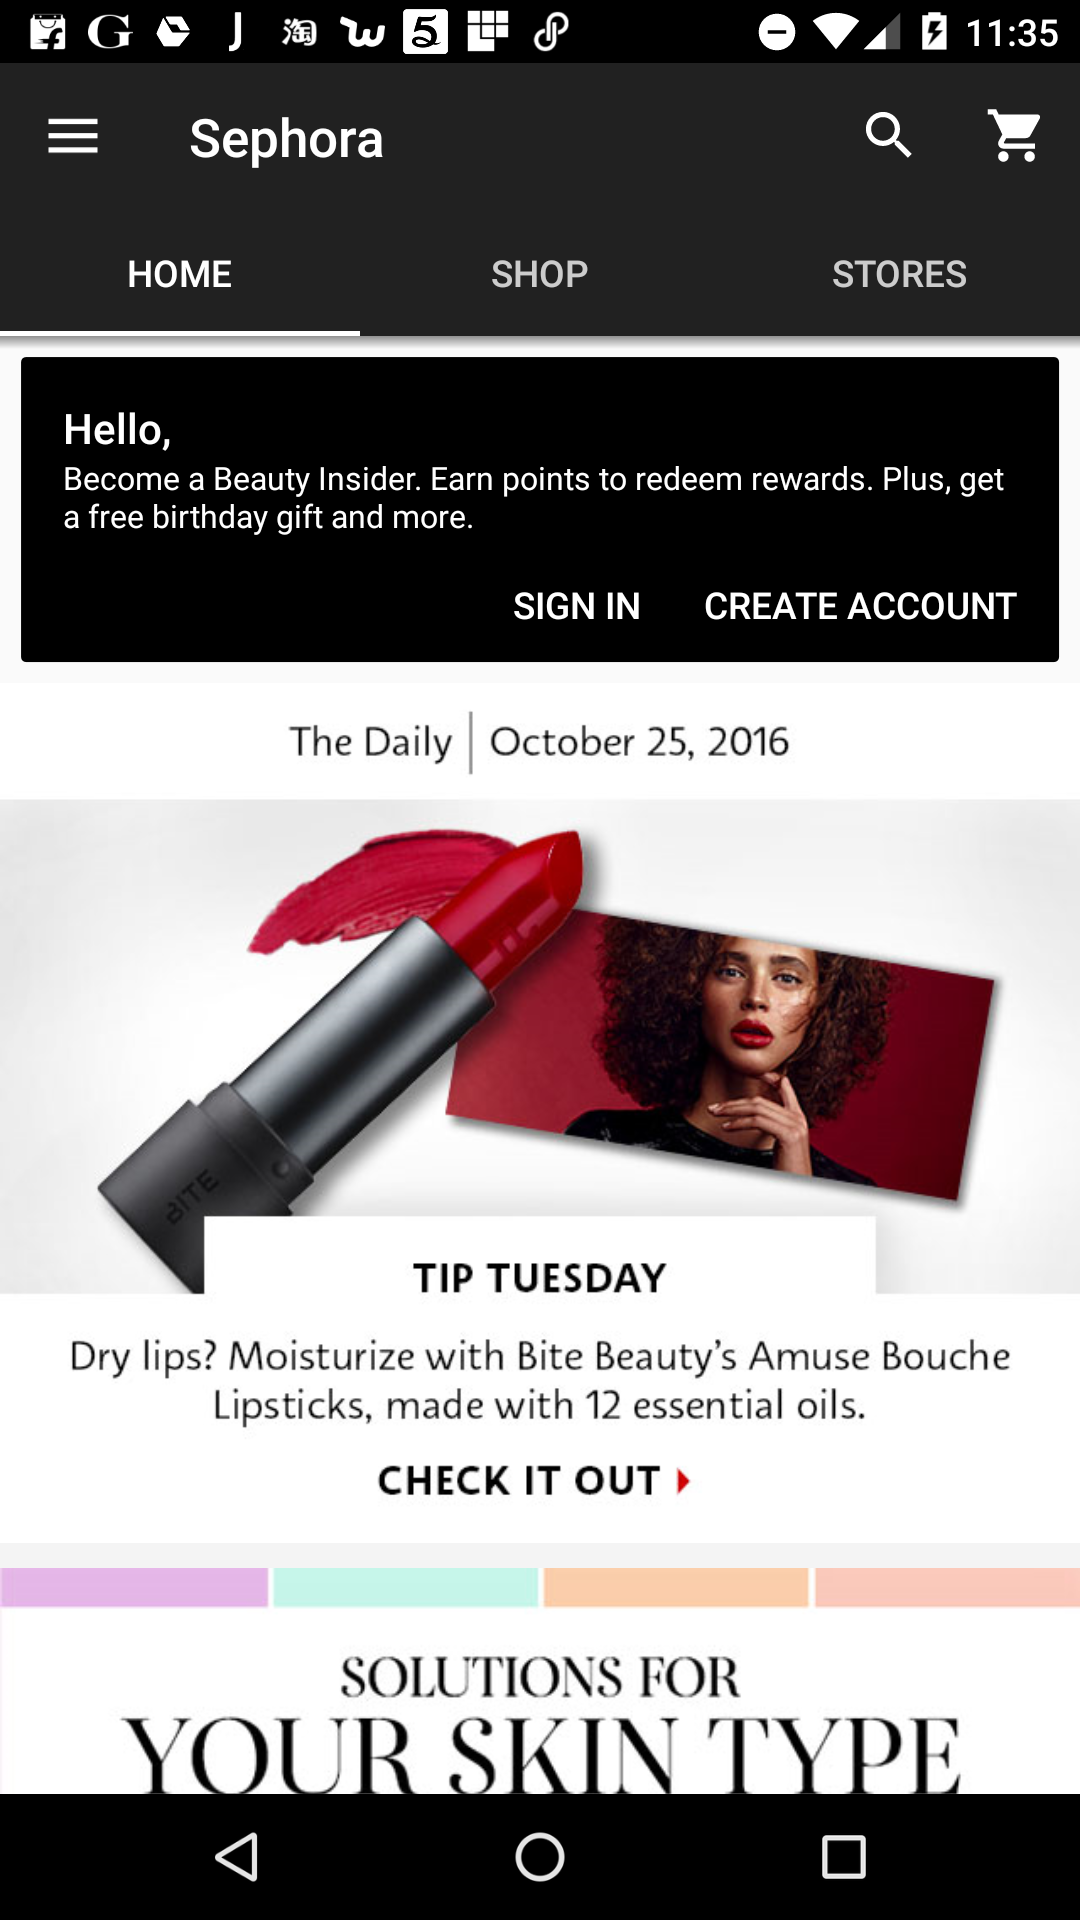 11:35
Sephora
HOME
SHOP
STORES
Hello,
Become a Beauty Insider. Earn points to redeem rewards. Plus, get
a free birthday gift and more.
SIGN IN
CREATE ACCOUNT
The Daily
October 25, 2016
BITE
TIP TUESDAY
Dry lips? Moisturize with Bite Beauty’s Amuse Bouche
Lipsticks, made with 12 essential oils.
CHECK IT OUT
SOLUTIONS FOR
YOUR SKIN TYPE